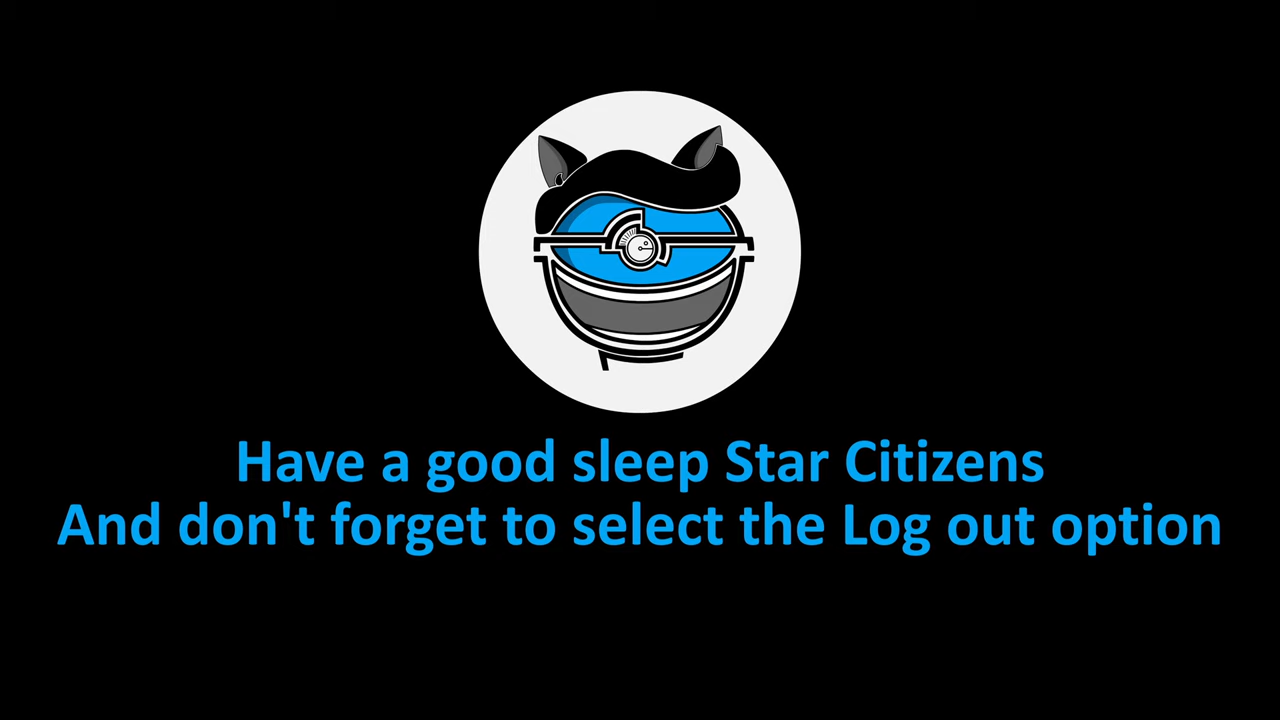 Have a good sleep Star Citizens
And don't forget to select the Log out option